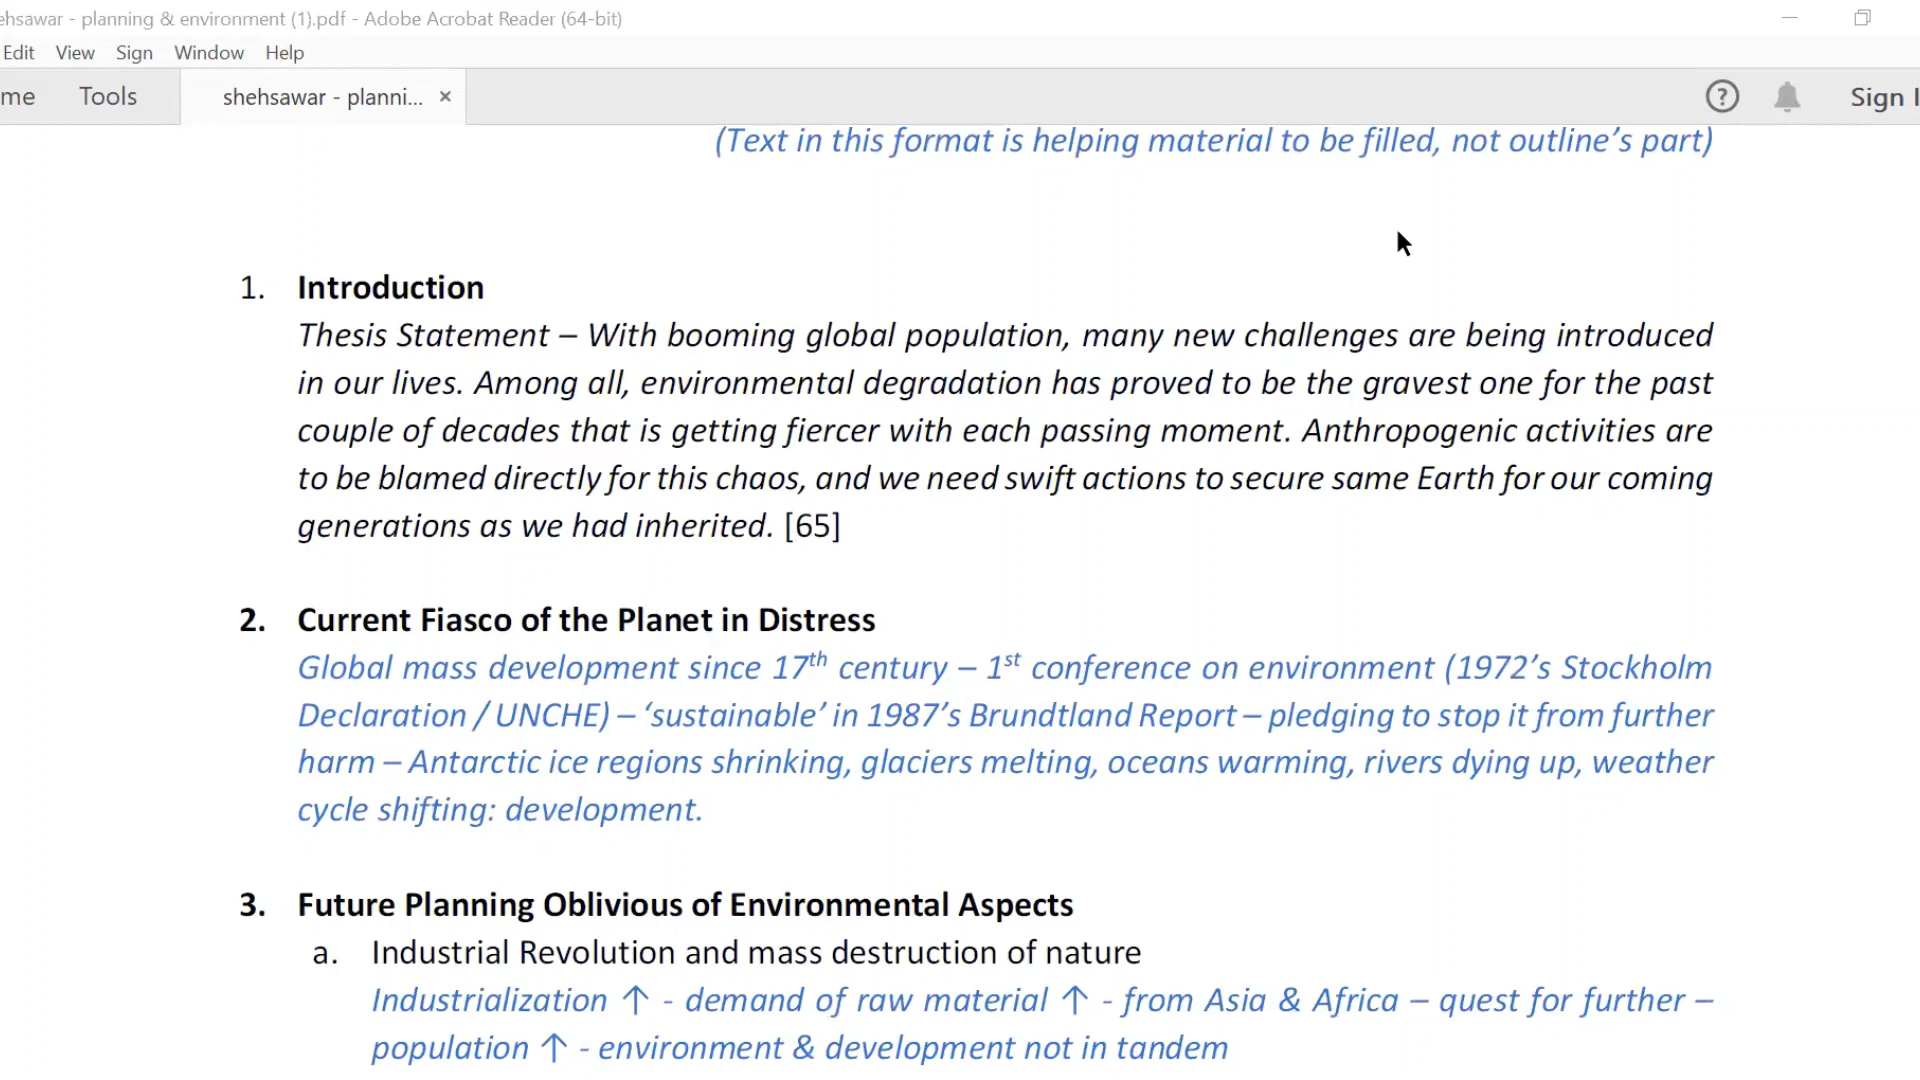 ehsawar - planning & environment (1).pdf - Adobe Acrobat Reader (64-bit)
Edit View Sign Window Help
me Tools shehsawar - planni... × ? Sign I
(Text in this format is helping material to be filled, not outline’s part)
1. Introduction
Thesis Statement – With booming global population, many new challenges are being introduced
in our lives. Among all, environmental degradation has proved to be the gravest one for the past
couple of decades that is getting fiercer with each passing moment. Anthropogenic activities are
to be blamed directly for this chaos, and we need swift actions to secure same Earth for our coming
generations as we had inherited. [65]
2. Current Fiasco of the Planet in Distress
Global mass development since 17th century – 1st conference on environment (1972’s Stockholm
Declaration / UNCHE) – ‘sustainable’ in 1987’s Brundtland Report – pledging to stop it from further
harm – Antarctic ice regions shrinking, glaciers melting, oceans warming, rivers dying up, weather
cycle shifting: development.
3. Future Planning Oblivious of Environmental Aspects
a. Industrial Revolution and mass destruction of nature
Industrialization ↑ - demand of raw material ↑ - from Asia & Africa – quest for further –
population ↑ - environment & development not in tandem